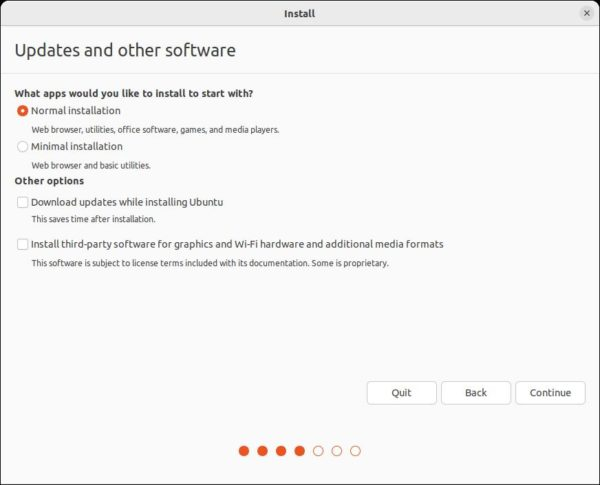 Install
Updates and other software
What apps would you like to install to start with?
Normal installation
Web browser, utilities, office software, games, and media players.
Minimal installation
Web browser and basic utilities.
Other options
Download updates while installing Ubuntu
This saves time after installation.
Install third-party software for graphics and Wi-Fi hardware and additional media formats
This software is subject to license terms included with its documentation. Some is proprietary.
Quit Back Continue